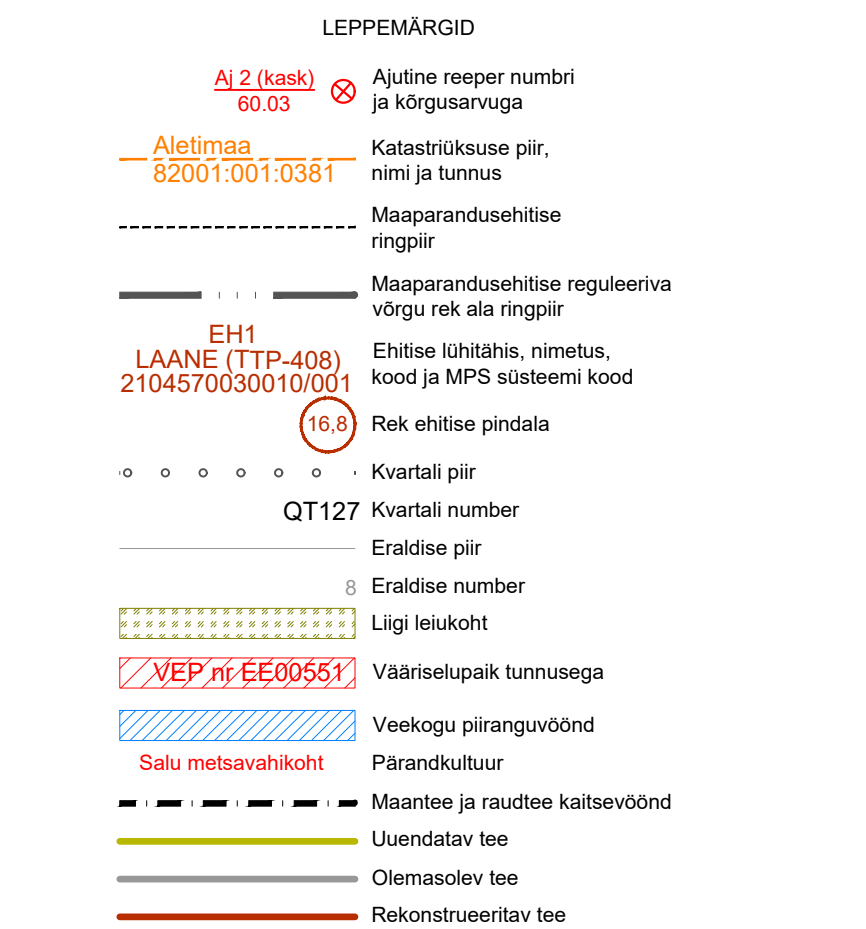 LEPPEMÄRGID
Aj 2 (kask)
60.03
Ajutine reeper numbri
ja kõrgusarvuga
Aletimaa
82001:001:0381
Katastriüksuse piir,
nimi ja tunnus
Maaparandusehitise
ringpiir
Maaparandusehitise reguleeriva
võrgu rek ala ringpiir
EH1
LAANE (TTP-408)
2104570030010/001
Ehitise lühitähis, nimetus,
kood ja MPS süsteemi kood
16,8
Rek ehitise pindala
Kvartali piir
QT127
Kvartali number
Eraldise piir
8
Eraldise number
Liigi leiukoht
VEP nr EE00551
Vääriselupaik tunnusega
Veekogu piiranguvöönd
Salu metsavahikoht
Pärandkultuur
Maantee ja raudtee kaitsevöönd
Uuendatav tee
Olemasolev tee
Rekonstrueeritav tee